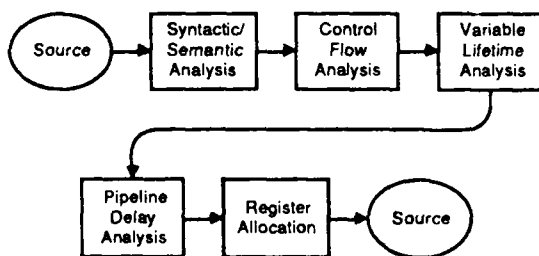 Source
Syntactic/
Semantic
Analysis
Control
Flow
Analysis
Variable
Lifetime
Analysis
Pipeline
Delay
Analysis
Register
Allocation
Source